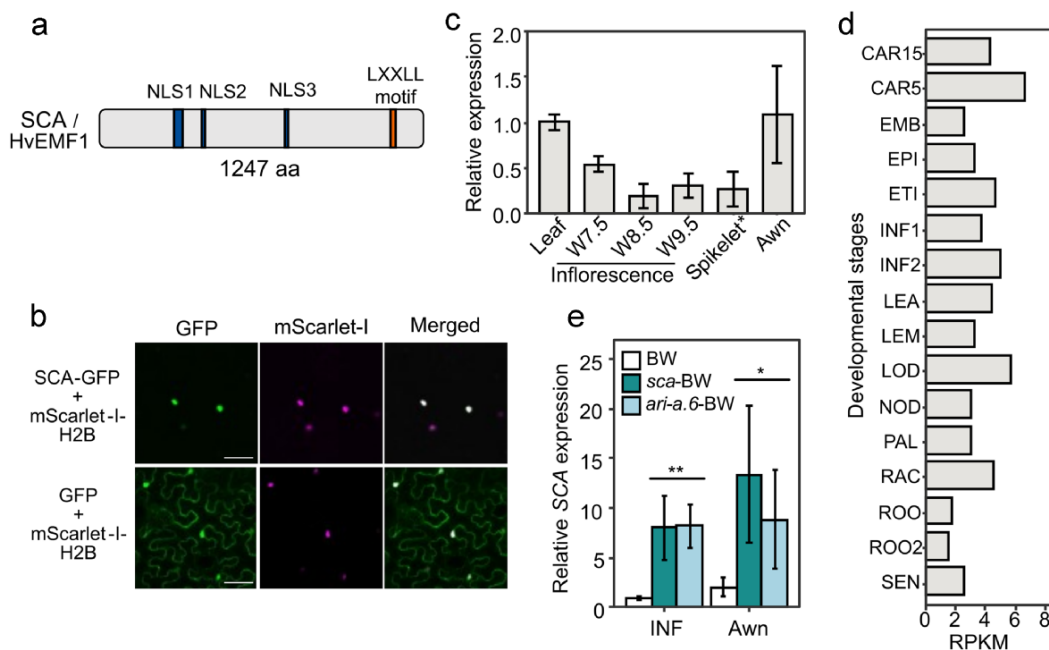 a
NLS1
NLS2
NLS3
LXXLL
motif
SCA /
HvEMF1
1247 aa
b
GFP
mScarlet-I
Merged
SCA-GFP
+
mScarlet-I-
H2B
GFP
+
mScarlet-I-
H2B
c
Relative expression
2.0
1.5
1.0
0.5
0.0
Leaf
W7.5
W8.5
W9.5
Spikelet*
Awn
Inflorescence
d
Developmental stages
CAR15
CAR5
EMB
EPI
ETI
INF1
INF2
LEA
LEM
LOD
NOD
PAL
RAC
ROO
ROO2
SEN
0 2 4 6 8
RPKM
e
Relative SCA expression
25
20
15
10
5
0
BW
sca-BW
ari-a.6-BW
**
*
INF
Awn